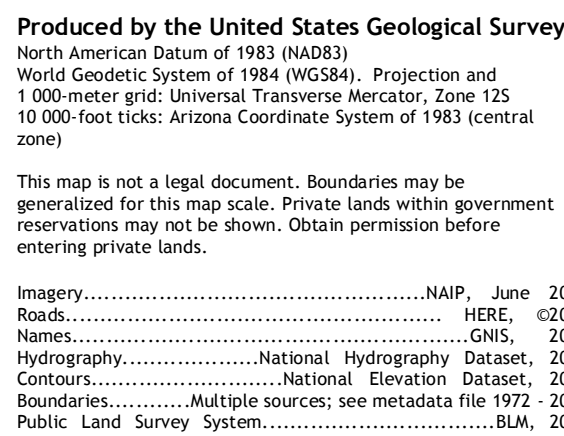 Produced by the United States Geological Survey
North American Datum of 1983 (NAD83)
World Geodetic System of 1984 (WGS84). Projection and
1 000-meter grid: Universal Transverse Mercator, Zone 12S
10 000-foot ticks: Arizona Coordinate System of 1983 (central
zone)
This map is not a legal document. Boundaries may be
generalized for this map scale. Private lands within government
reservations may not be shown. Obtain permission before
entering private lands.
Imagery................................................NAIP, June
Roads..................................................... HERE,
Names........................................................GNIS,
Hydrography...................National Hydrography Dataset,
Contours...........................National Elevation Dataset,
Boundaries............Multiple sources; see metadata file 1972 -
Public Land Survey System.................................BLM,